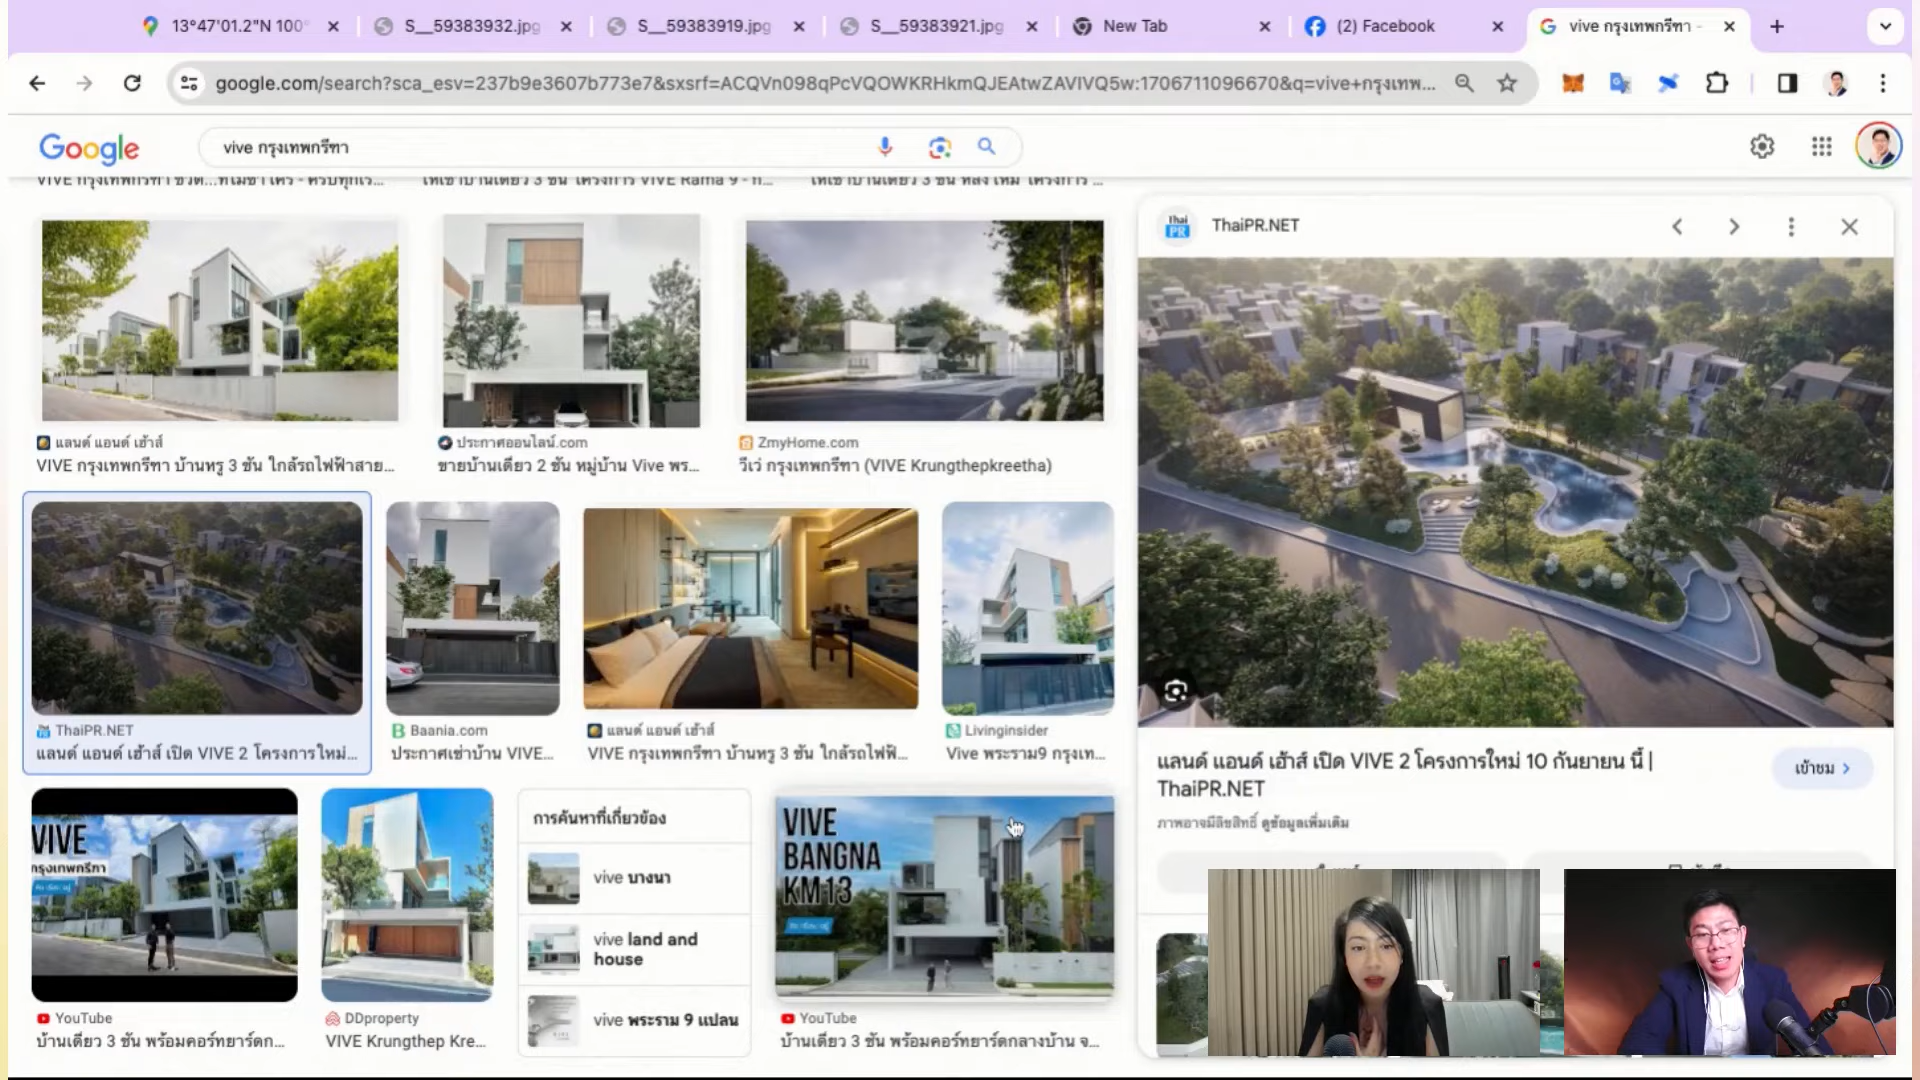 13°47'01.2"N 100°
S__59383932.jpg
S__59383919.jpg
S__59383921.jpg
New Tab
(2) Facebook
vive กรุงเทพกรีฑา -
google.com/search?sca_esv=237b9e3607b773e7&sxsrf=ACQVn098qPcVQOWKRHkmQJEAtwZAVlVQ5w:1706711096670&q=vive+กรุงเทพ...
Google
vive กรุงเทพกรีฑา
ThaiPR.NET
แลนด์ แอนด์ เฮ้าส์
VIVE กรุงเทพกรีฑา บ้านหรู 3 ชั้น ใกล้รถไฟฟ้าสาย...
ประกาศออนไลน์.com
ขายบ้านเดี่ยว 2 ชั้น หมู่บ้าน Vive พร...
ZmyHome.com
วีเว่ กรุงเทพกรีฑา (VIVE Krungthepkreetha)
ThaiPR.NET
แลนด์ แอนด์ เฮ้าส์ เปิด VIVE 2 โครงการใหม่...
Baania.com
ประกาศเช่าบ้าน VIVE...
แลนด์ แอนด์ เฮ้าส์
VIVE กรุงเทพกรีฑา บ้านหรู 3 ชั้น ใกล้รถไฟฟ้...
Livinginsider
Vive พระราม9 กรุงเท...
แลนด์ แอนด์ เฮ้าส์ เปิด VIVE 2 โครงการใหม่ 10 กันยายน นี้ |
ThaiPR.NET
เข้าชม
ภาพอาจมีลิขสิทธิ์ ดูข้อมูลเพิ่มเติม
VIVE
กรุงเทพกรีฑา
YouTube
บ้านเดี่ยว 3 ชั้น พร้อมคอร์ทยาร์ดก...
DDproperty
VIVE Krungthep Kre...
การค้นหาที่เกี่ยวข้อง
vive บางนา
vive land and
house
vive พระราม 9 แปลน
VIVE
BANGNA
KM13
YouTube
บ้านเดี่ยว 3 ชั้น พร้อมคอร์ทยาร์ดกลางบ้าน จ...